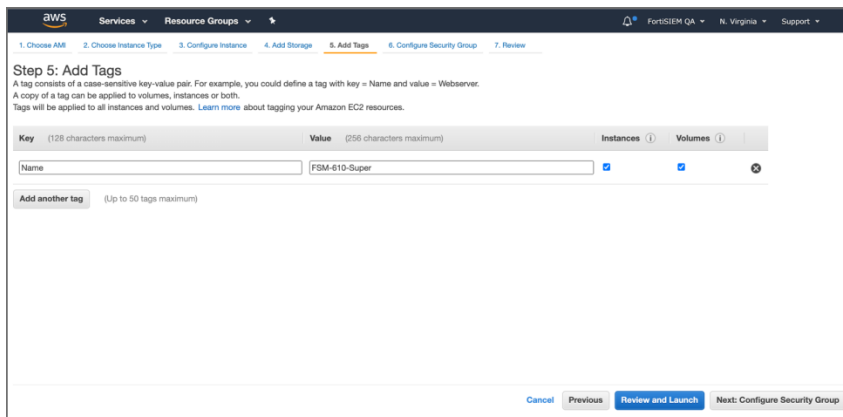 aws Services Resource Groups FortiSIEM QA N. Virginia Support
1. Choose AMI 2. Choose Instance Type 3. Configure Instance 4. Add Storage 5. Add Tags 6. Configure Security Group 7. Review
Step 5: Add Tags
A tag consists of a case-sensitive key-value pair. For example, you could define a tag with key = Name and value = Webserver.
A copy of a tag can be applied to volumes, instances or both.
Tags will be applied to all instances and volumes. Learn more about tagging your Amazon EC2 resources.
Key (128 characters maximum) Value (256 characters maximum) Instances i Volumes i
Name FSM-610-Super
Add another tag (Up to 50 tags maximum)
Cancel Previous Review and Launch Next: Configure Security Group